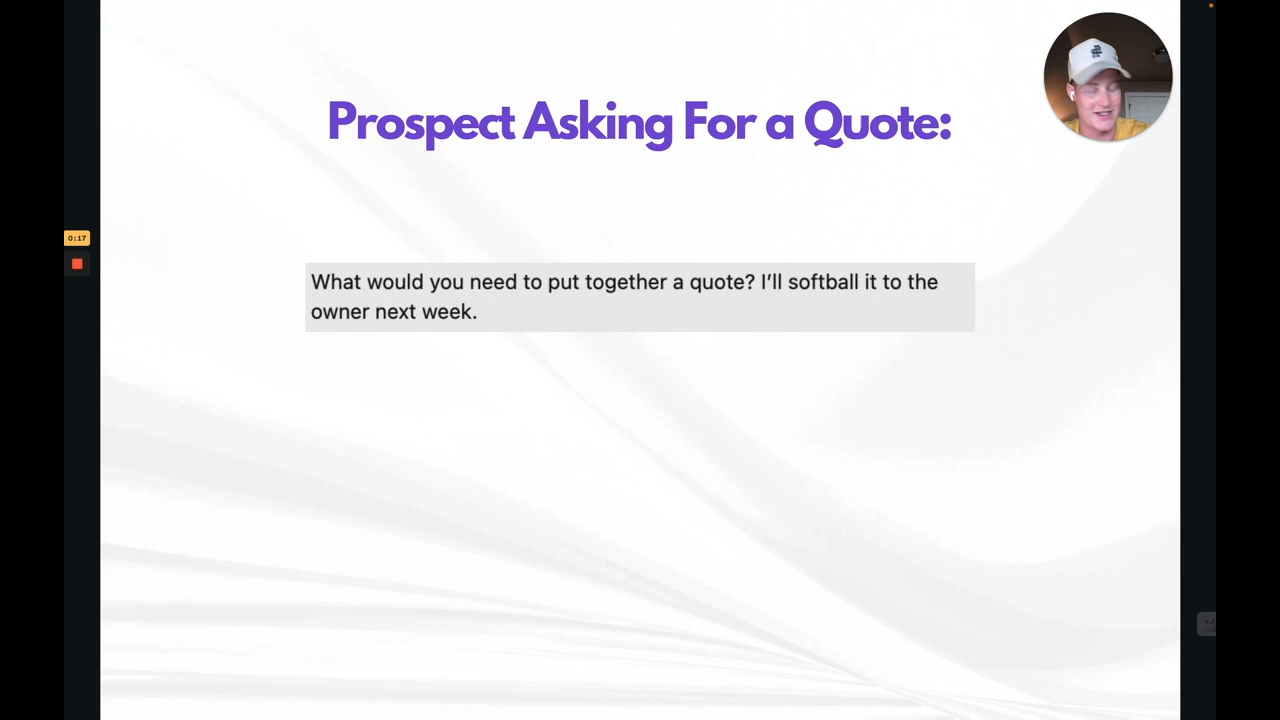 Prospect Asking For a Quote:
0:17
What would you need to put together a quote? I’ll softball it to the
owner next week.